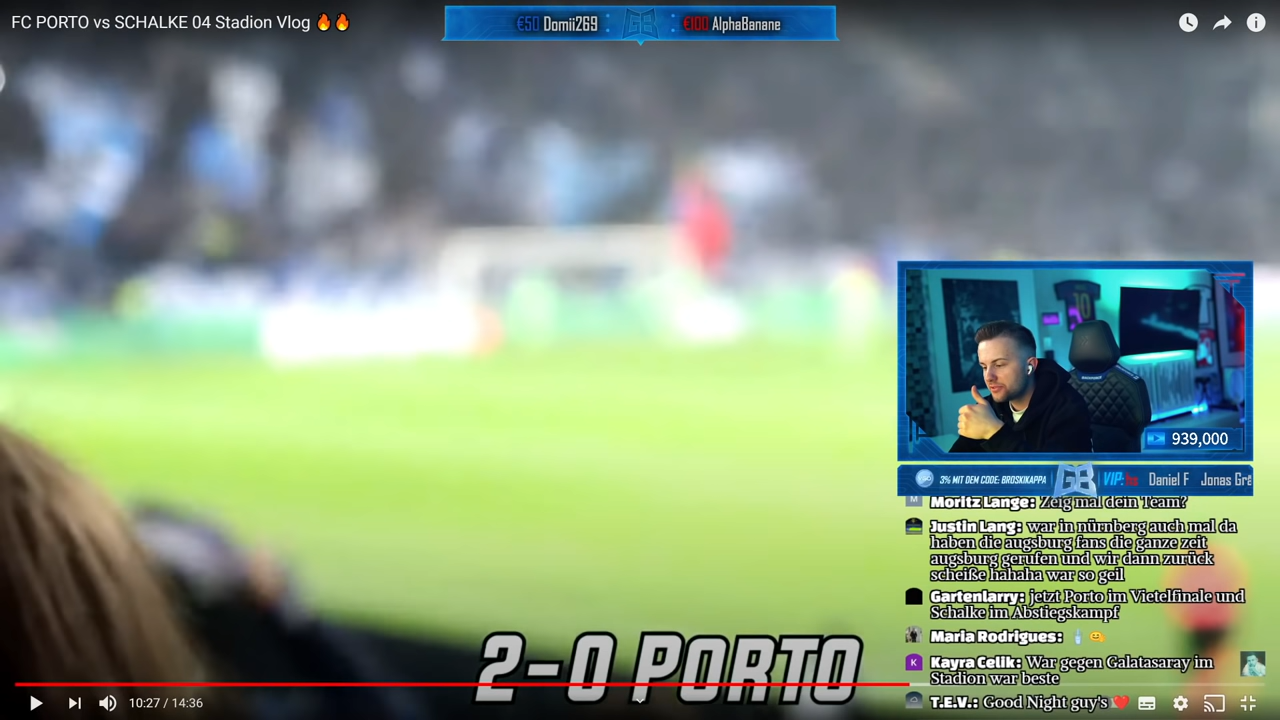 FC PORTO vs SCHALKE 04 Stadion Vlog 🔥🔥
€50 Domii269 : GB : €100 AlphaBanane
10
939,000
3% MIT DEM CODE: BROSKIKAPPA GB VIP: Daniel F Jonas Grä
Moritz Lange: Zeig mal dein Team?
Justin Lang: war in nürnberg auch mal da
haben die augsburg fans die ganze zeit
augsburg gerufen und wir dann zurück
scheiße hahaha war so geil
Gartenlarry: jetzt Porto im Vietelfinale und
Schalke im Abstiegskampf
Maria Rodrigues:
K Kayra Celik: War gegen Galatasaray im
Stadion war beste
T.E.V.: Good Night guy's ❤️
2-0 PORTO
10:27 / 14:36